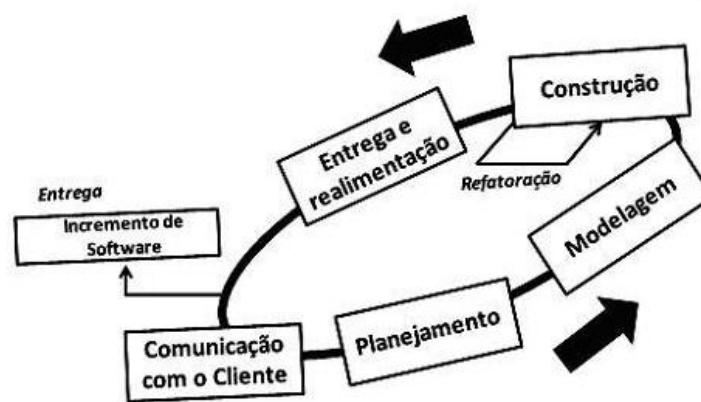 Construção
Entrega e
realimentação
Refatoração
Modelagem
Entrega
Incremento de
Software
Planejamento
Comunicação
com o Cliente